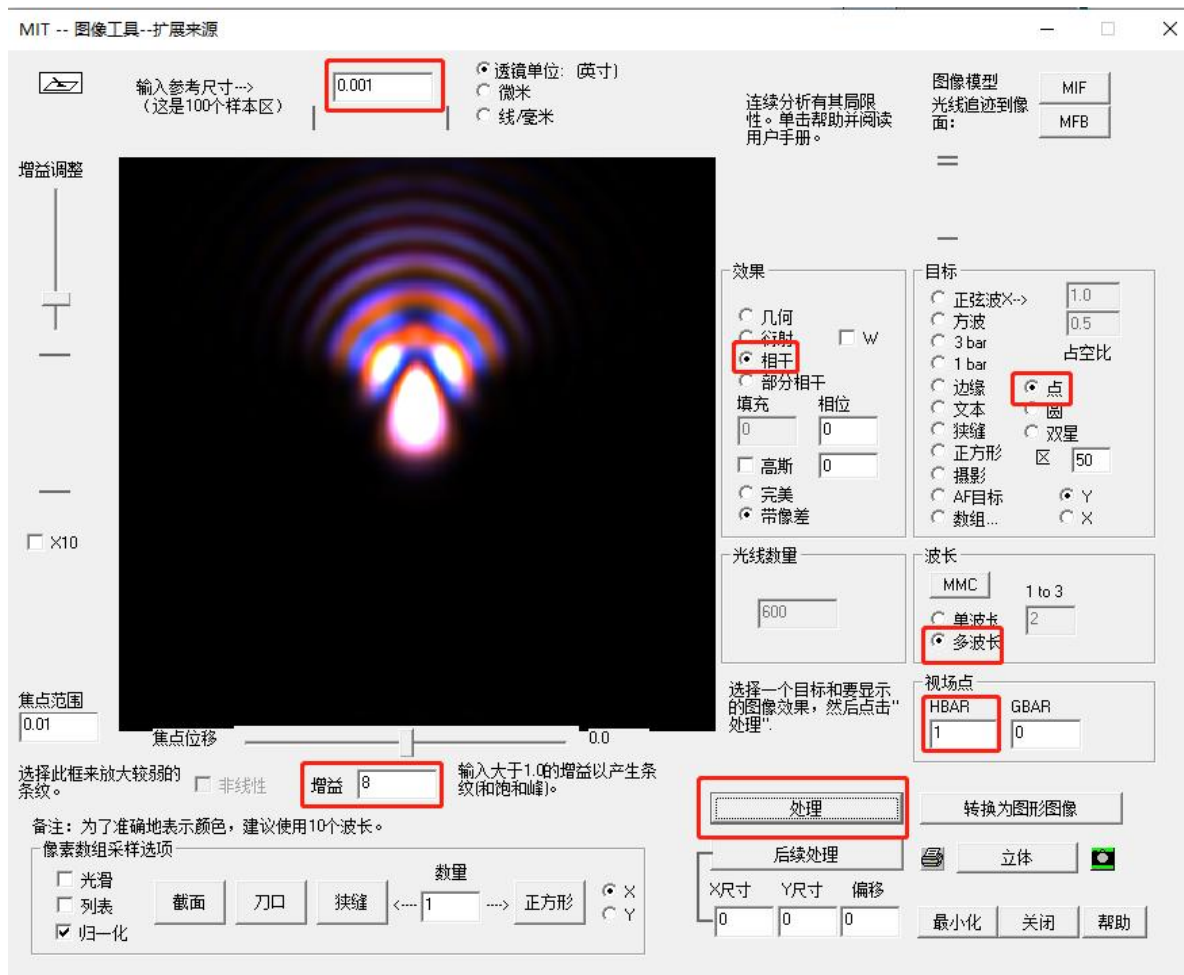 MIT -- 图像工具--扩展来源
输入参考尺寸--->
（这是100个样本区）
0.001
透镜单位: （英寸）
微米
线/毫米
连续分析有其局限
性。单击帮助并阅读
用户手册。
图像模型
光线追迹到像
面:
MIF
MFB
增益调整
X10
效果
几何
衍射
W
相干
部分相干
填充
相位
0
0
高斯
0
完美
带像差
目标
正弦波X-->
1.0
方波
0.5
3 bar
占空比
1 bar
边缘
点
文本
圆
狭缝
双星
正方形
区
50
摄影
AF目标
Y
数组...
X
光线数量
600
波长
MMC
1 to 3
单波长
2
多波长
选择一个目标和要显示
的图像效果，然后点击"
处理".
视场点
HBAR
GBAR
1
0
焦点范围
0.01
焦点位移
0.0
选择此框来放大较弱的
条纹。
非线性
增益
8
输入大于1.0的增益以产生条
纹(和饱和峰)。
备注：为了准确地表示颜色，建议使用10个波长。
处理
转换为图形图像
后续处理
立体
X尺寸
Y尺寸
偏移
0
0
0
最小化
关闭
帮助
像素数组采样选项
光滑
列表
归一化
截面
刀口
狭缝
<----
数量
1
---->
正方形
X
Y